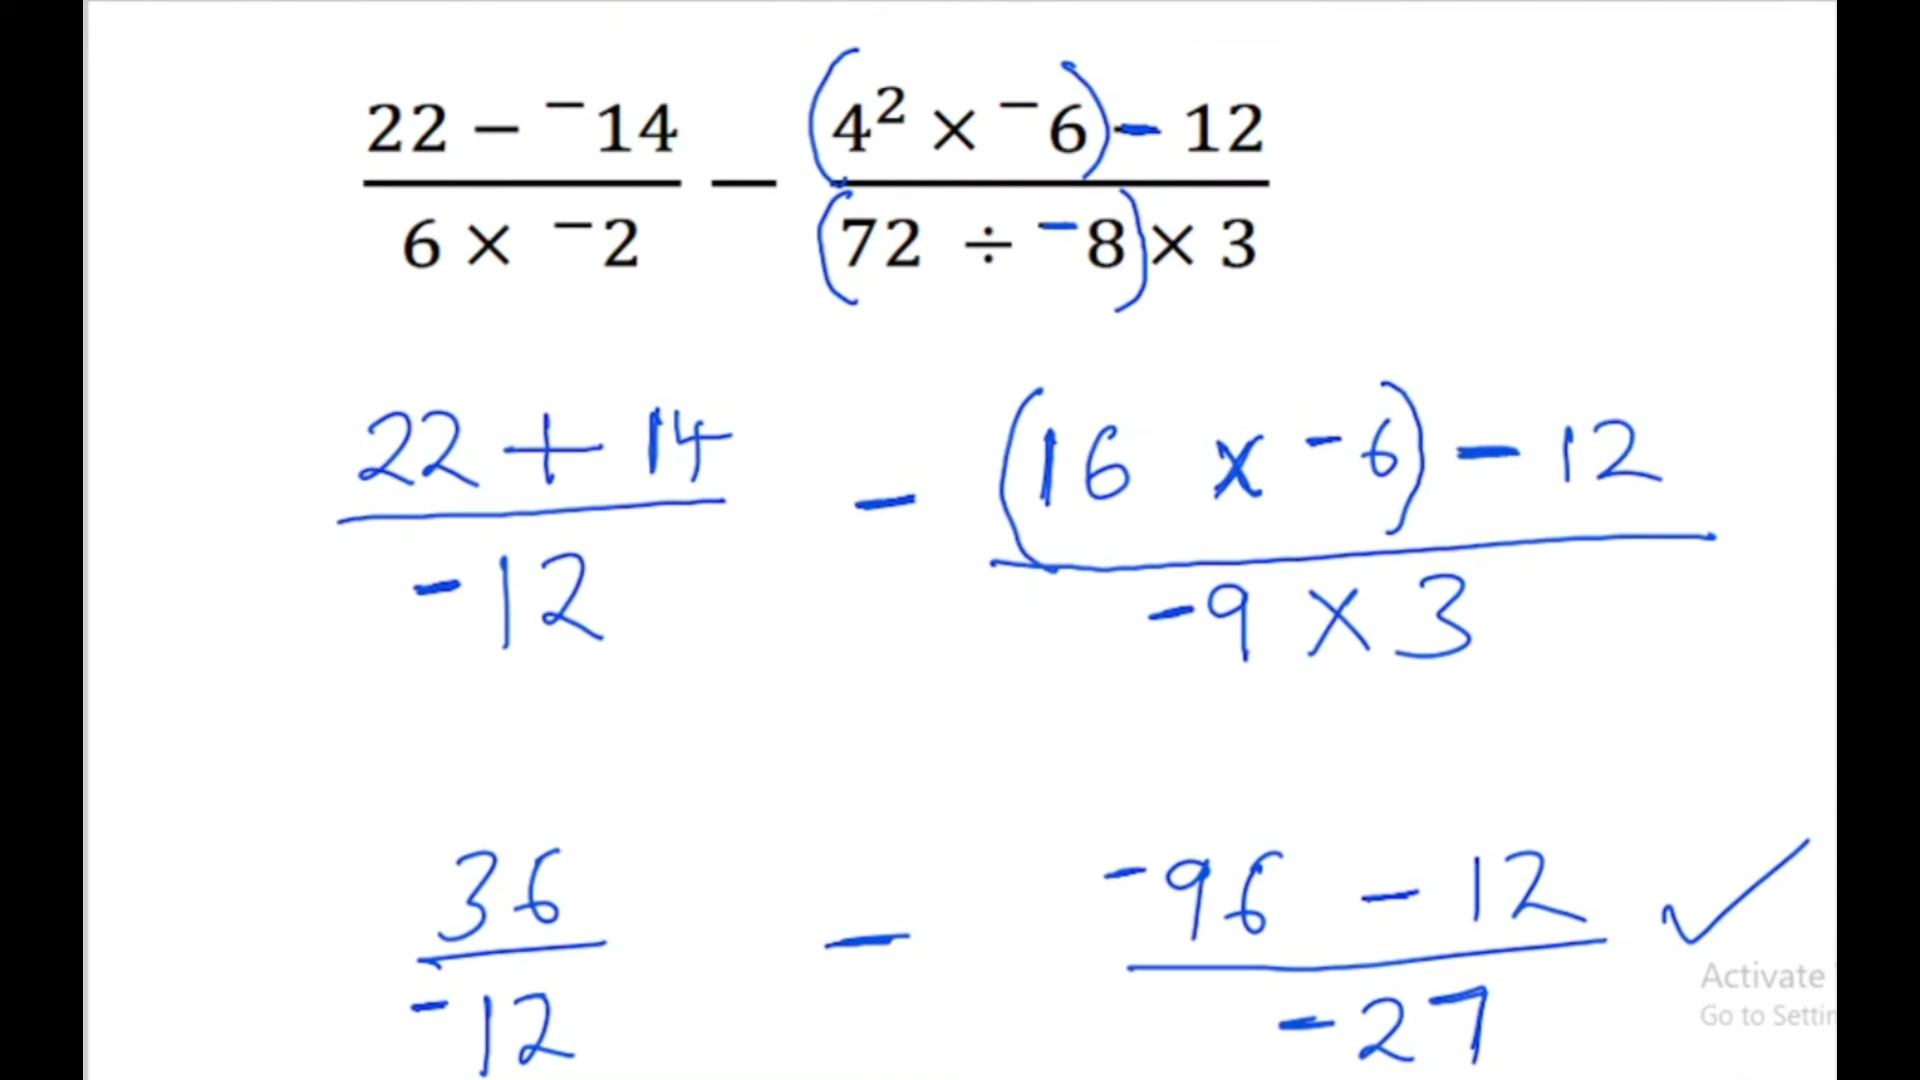 22 − ⁻14 − (4² × ⁻6) − 12
6 × ⁻2 (72 ÷ ⁻8) × 3
22 + 14 − (16 x ⁻6) − 12
-12 -9 × 3
36 − -96 − 12 ✓
-12 -27
Activate
Go to Settin